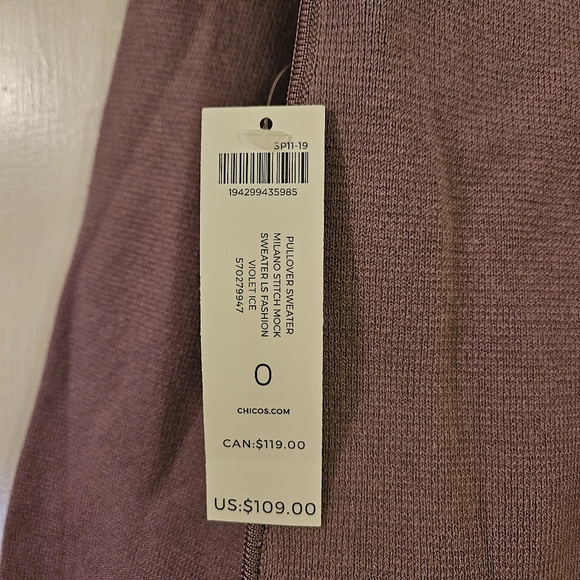 SP11-19
194299435985
PULLOVER SWEATER
MILANO STITCH MOCK
SWEATER LS FASHION
VIOLET ICE
570279947
0
CHICOS.COM
CAN:$119.00
US:$109.00